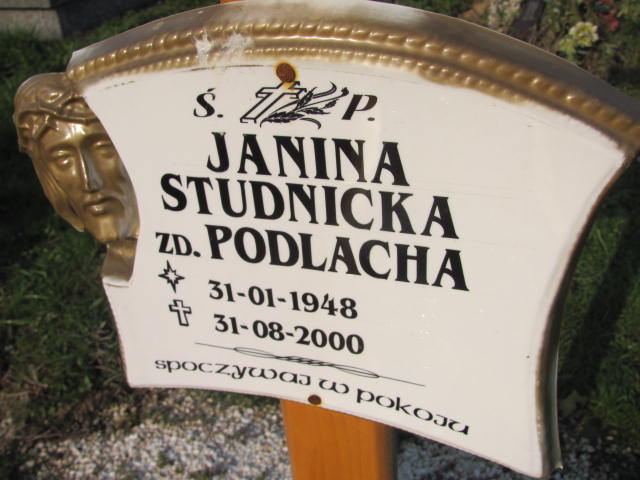 Ś. P.
JANINA
STUDNICKA
ZD. PODLACHA
31-01-1948
31-08-2000
spoczywaj w pokoju